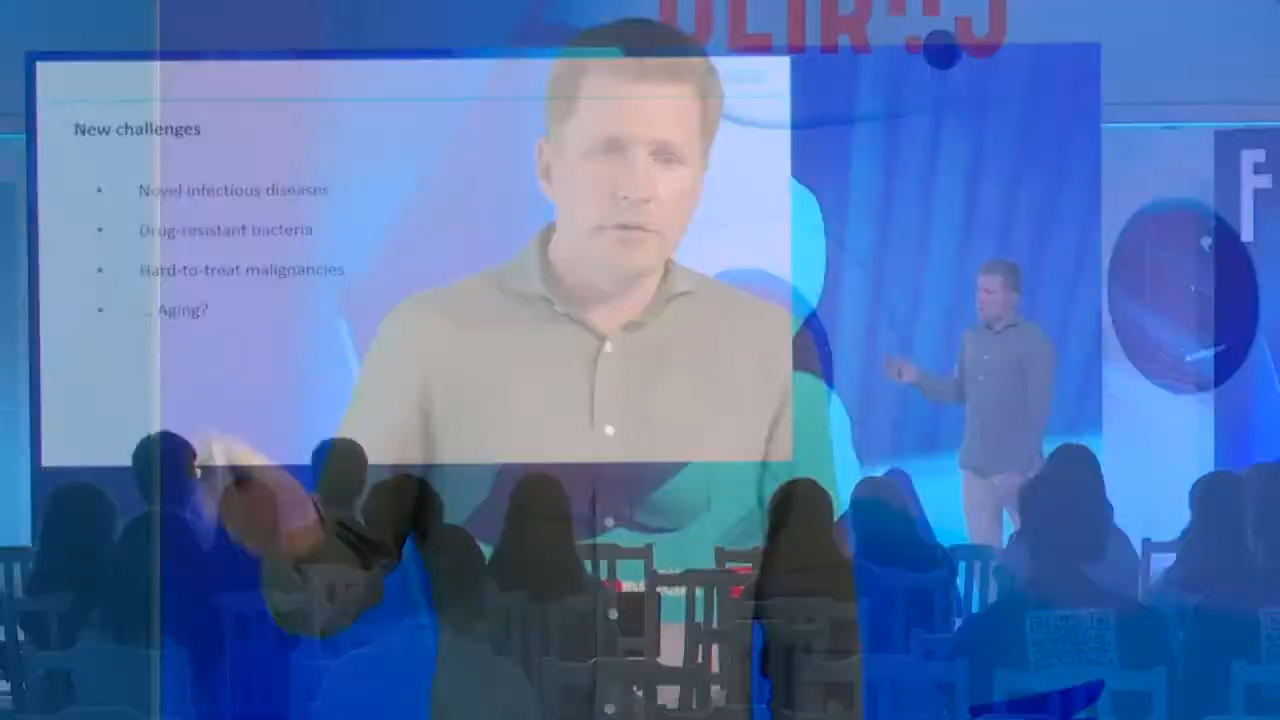 New challenges
• Novel infectious diseases
• Drug-resistant bacteria
• Hard-to-treat malignancies
• ... Aging?
F